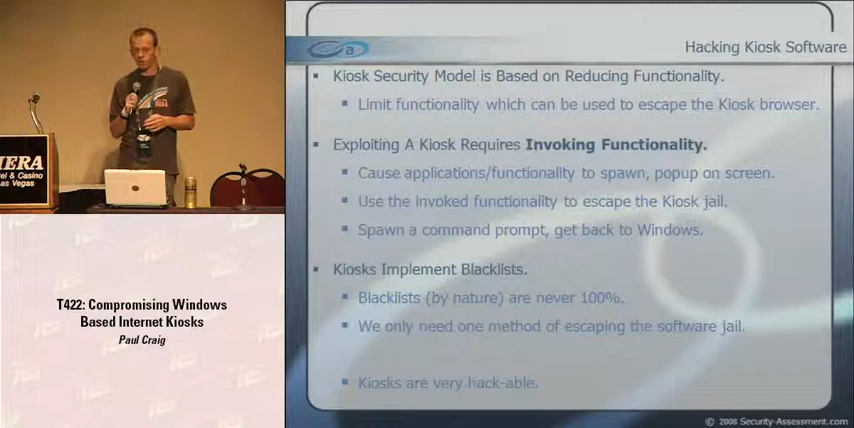 IERA
el & Casino
as Vegas
T422: Compromising Windows
Based Internet Kiosks
Paul Craig
a
Hacking Kiosk Software
Kiosk Security Model is Based on Reducing Functionality.
Limit functionality which can be used to escape the Kiosk browser.
Exploiting A Kiosk Requires Invoking Functionality.
Cause applications/functionality to spawn, popup on screen.
Use the invoked functionality to escape the Kiosk jail.
Spawn a command prompt, get back to Windows.
Kiosks Implement Blacklists.
Blacklists (by nature) are never 100%.
We only need one method of escaping the software jail.
Kiosks are very hack-able.
© 2008 Security-Assessment.com